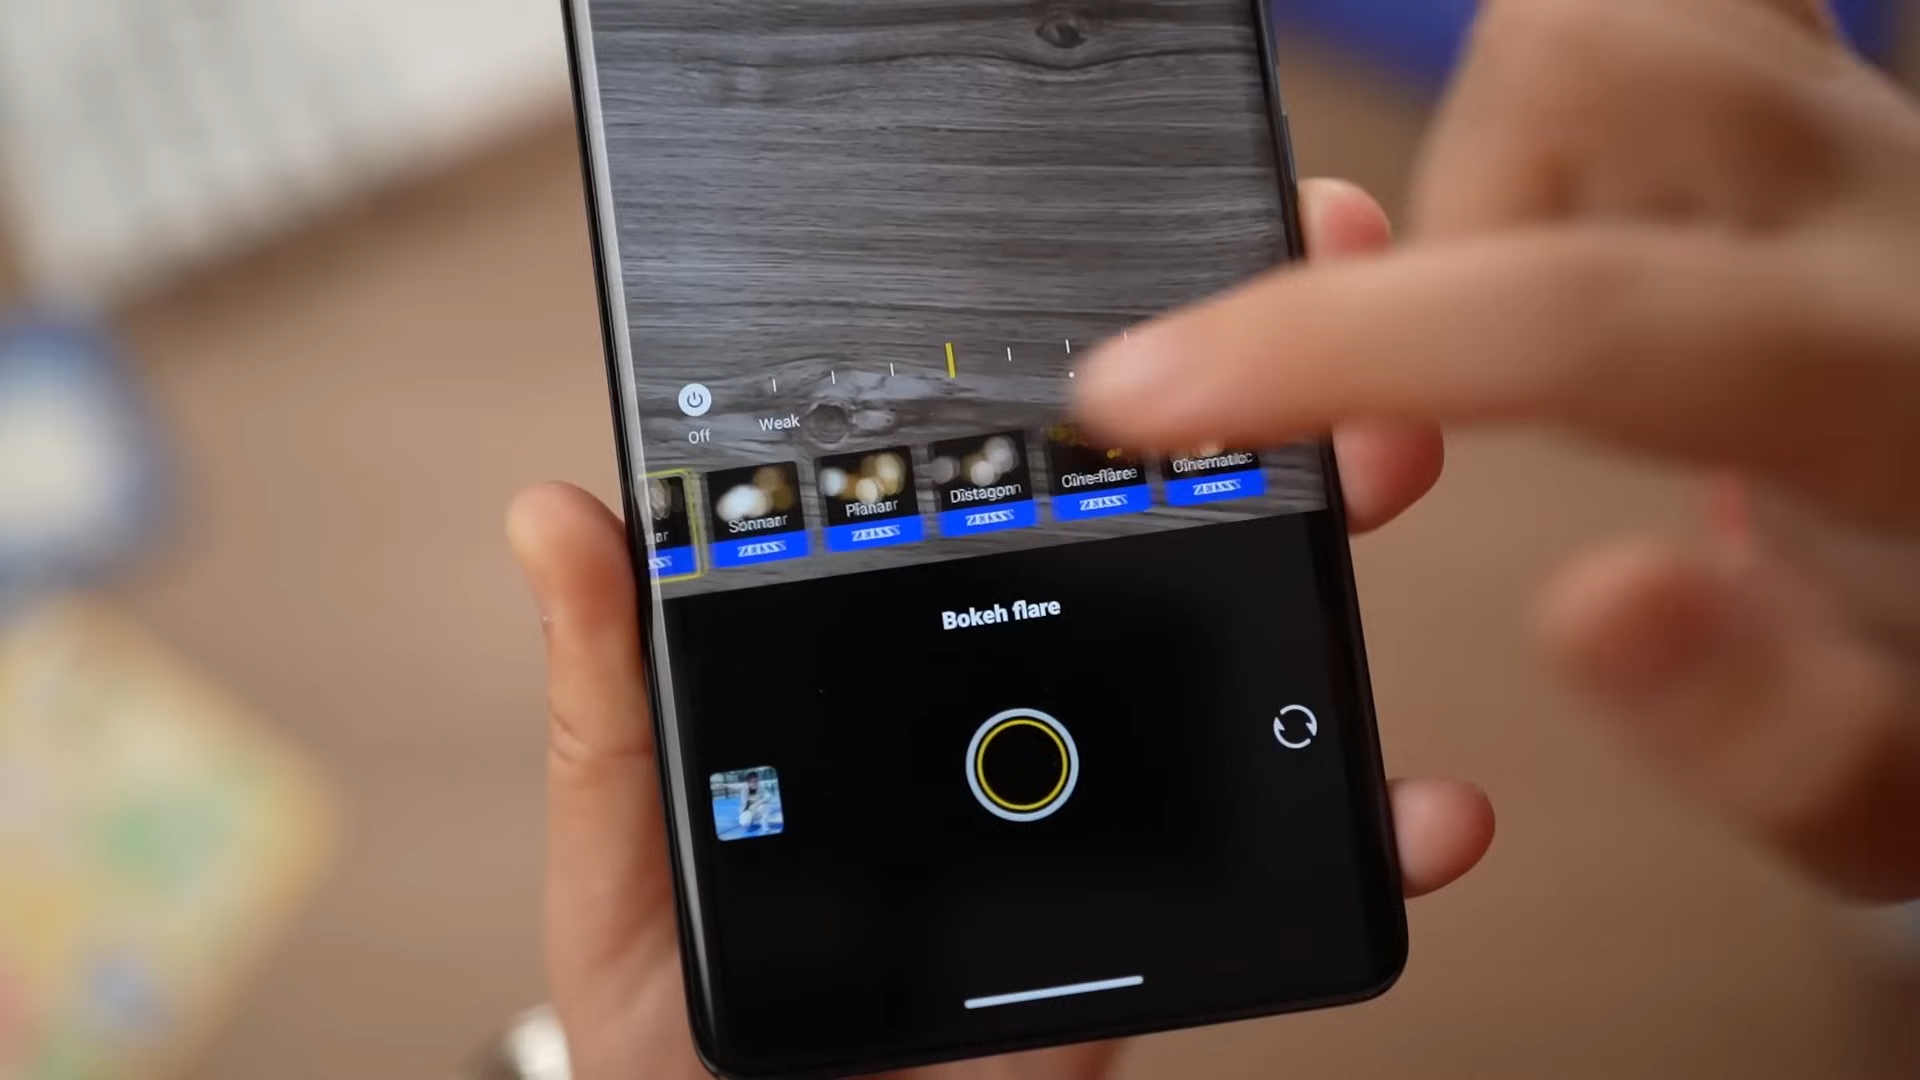 Off
Weak
Sonnar
ZEISS
Planar
ZEISS
Distagon
ZEISS
Cine-flare
ZEISS
Cinematic
ZEISS
Bokeh flare